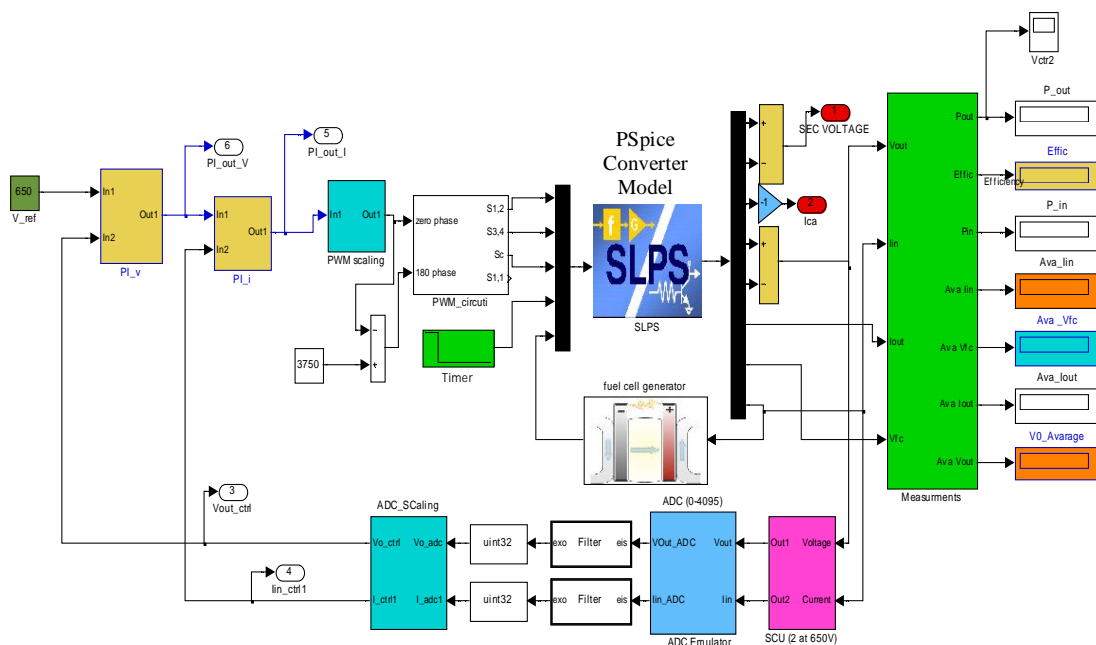 Vctr2
P_out
Pout
Effic
Effic
Efficiency
P_in
Pin
Ava_Iin
Ava Iin
Ava _Vfc
Ava Vfc
Ava_Iout
Ava Iout
V0_Avarage
Ava Vout
Vout
Iin
Iout
Vfc
Measurments
1
SEC VOLTAGE
2
Ica
-1
+
−
+
−
PSpice
Converter
Model
f
G
SLPS
SLPS
6
PI_out_V
5
PI_out_I
650
V_ref
In1
In2
Out1
PI_v
In1
In2
Out1
PI_i
In1
Out1
PWM scaling
zero phase
180 phase
S1,2
S3,4
Sc
S1,1
PWM_circuti
−
+
3750
Timer
fuel cell generator
−
+
3
Vout_ctrl
4
Iin_ctrl1
ADC_SCaling
Vo_ctrl
Vo_adc
I_ctrl1
I_adc1
uint32
uint32
exo
Filter
eis
exo
Filter
eis
ADC (0-4095)
VOut_ADC
Vout
Iin_ADC
Iin
ADC Emulator
Out1
Voltage
Out2
Current
SCU (2 at 650V)